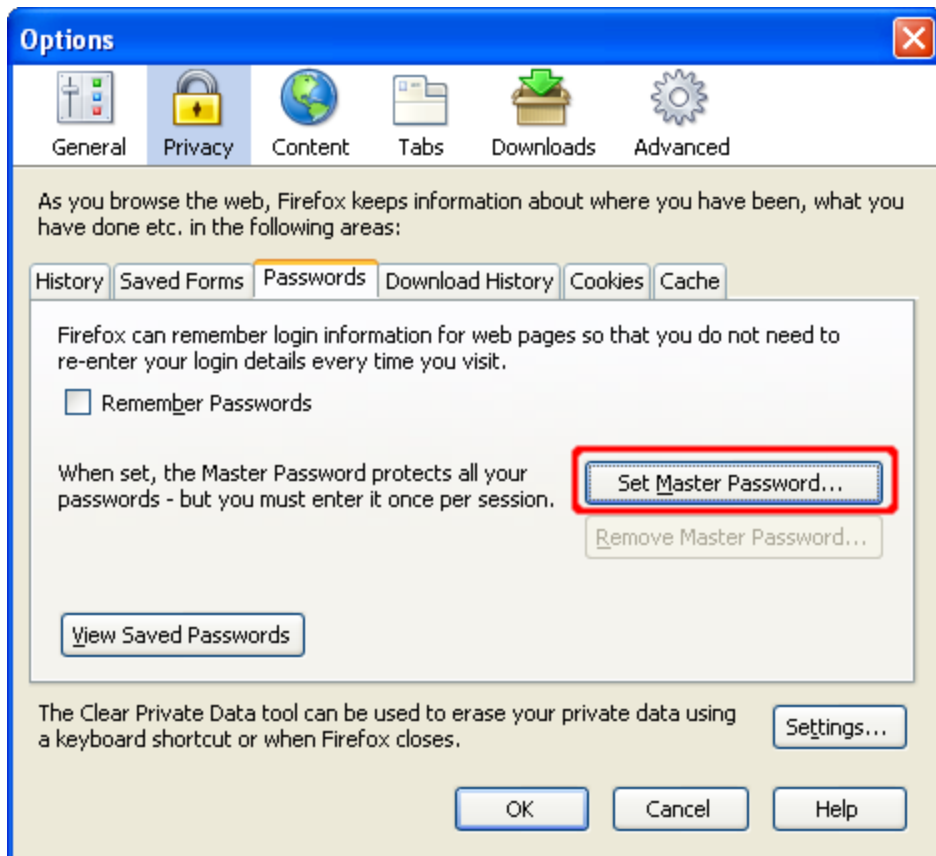 Options
General Privacy Content Tabs Downloads Advanced
As you browse the web, Firefox keeps information about where you have been, what you
have done etc. in the following areas:
History Saved Forms Passwords Download History Cookies Cache
Firefox can remember login information for web pages so that you do not need to
re-enter your login details every time you visit.
Remember Passwords
When set, the Master Password protects all your
passwords - but you must enter it once per session.
Set Master Password...
Remove Master Password...
View Saved Passwords
The Clear Private Data tool can be used to erase your private data using
a keyboard shortcut or when Firefox closes.
Settings...
OK Cancel Help